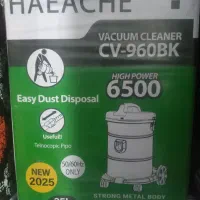 HAEACHE
VACUUM CLEANER
CV-960BK
HIGH POWER
6500
Easy Dust Disposal
Usefull!
Telescopic Pipe
50/60Hz
ONLY
NEW
2025
STRONG METAL BODY